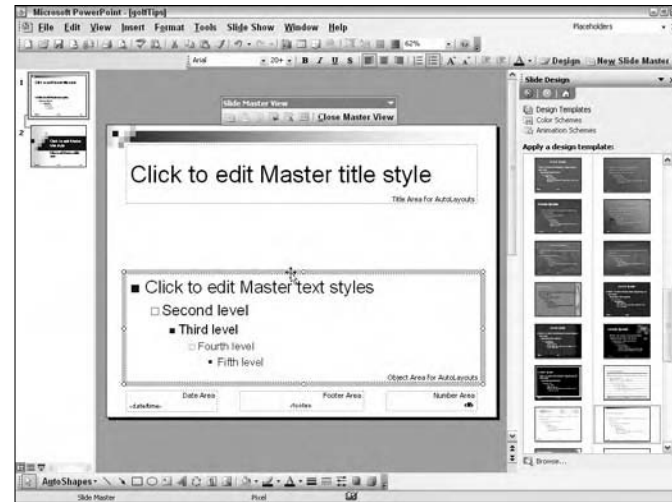 Microsoft PowerPoint - [golfTips]
File Edit View Insert Format Tools Slide Show Window Help
Placeholders
62%
Arial 20+ B I U S Design New Slide Master
Slide Master View
Close Master View
1
2
Click to edit Master title style
Title Area for AutoLayouts
Click to edit Master text styles
Second level
Third level
Fourth level
Fifth level
Object Area for AutoLayouts
Date Area
Footer Area
Number Area
<date/time>
<footer>
<#>
Slide Design
Design Templates
Color Schemes
Animation Schemes
Apply a design template:
Browse...
AutoShapes
Slide Master Pixel